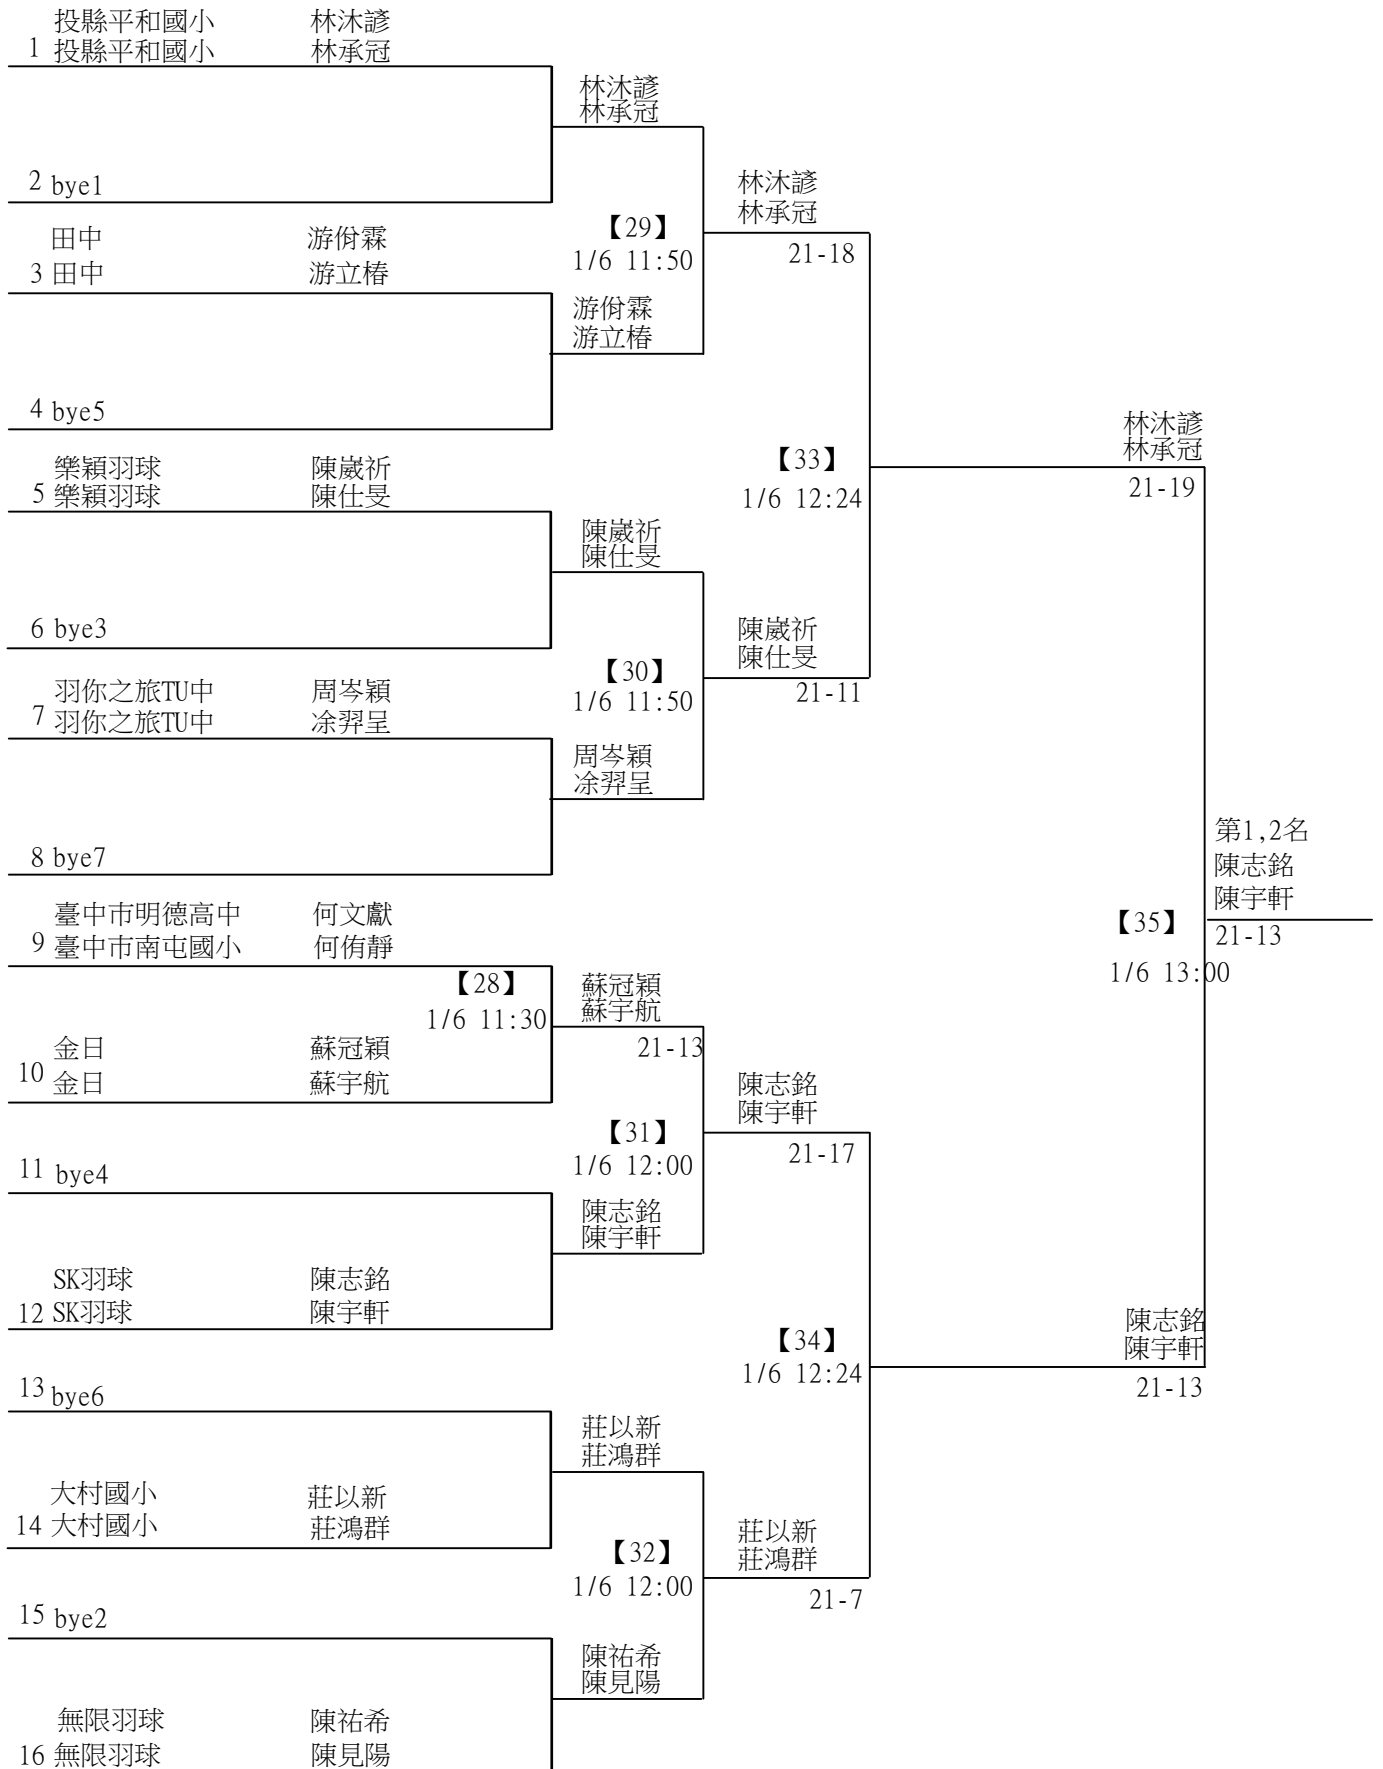 投縣平和國小 林沐諺
1 投縣平和國小 林承冠
林沐諺
林承冠
2 bye1
林沐諺
林承冠
【29】
21-18
1/6 11:50
田中 游佾霖
3 田中 游立椿
游佾霖
游立椿
4 bye5
林沐諺
林承冠
【33】
21-19
1/6 12:24
樂穎羽球 陳崴祈
5 樂穎羽球 陳仕旻
陳崴祈
陳仕旻
6 bye3
陳崴祈
陳仕旻
【30】
21-11
1/6 11:50
羽你之旅TU中 周岑穎
7 羽你之旅TU中 凃羿呈
周岑穎
凃羿呈
8 bye7
第1,2名
陳志銘
陳宇軒
【35】
21-13
1/6 13:00
臺中市明德高中 何文獻
9 臺中市南屯國小 何侑靜
【28】
1/6 11:30
蘇冠穎
蘇宇航
21-13
金日 蘇冠穎
10 金日 蘇宇航
陳志銘
陳宇軒
【31】
21-17
1/6 12:00
11 bye4
陳志銘
陳宇軒
SK羽球 陳志銘
12 SK羽球 陳宇軒
陳志銘
陳宇軒
【34】
1/6 12:24
21-13
13 bye6
莊以新
莊鴻群
大村國小 莊以新
14 大村國小 莊鴻群
莊以新
莊鴻群
【32】
1/6 12:00
21-7
15 bye2
陳祐希
陳見陽
無限羽球 陳祐希
16 無限羽球 陳見陽